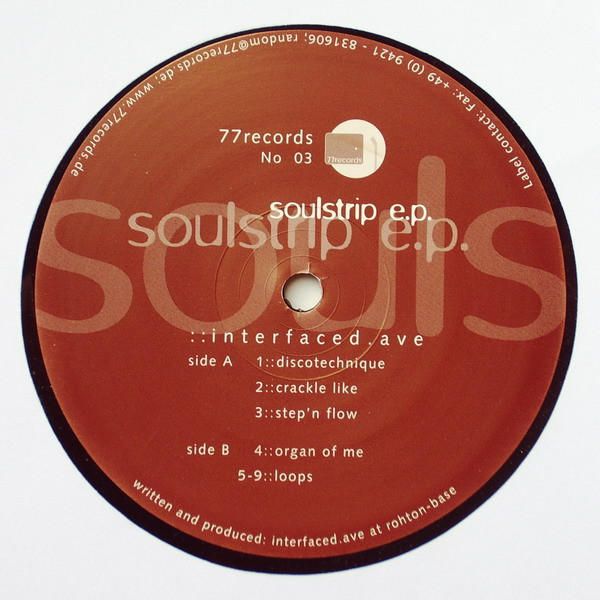 Label contact: Fax: +49 (0) 9421 - 831606; random@77records.de; www.77records.de
77records
No 03
77records
soulstrip e.p.
soulstrip e.p.
souls
::interfaced.ave
side A 1::discotechnique
2::crackle like
3::step'n flow
side B 4::organ of me
5-9::loops
written and produced: interfaced.ave at rohton-base